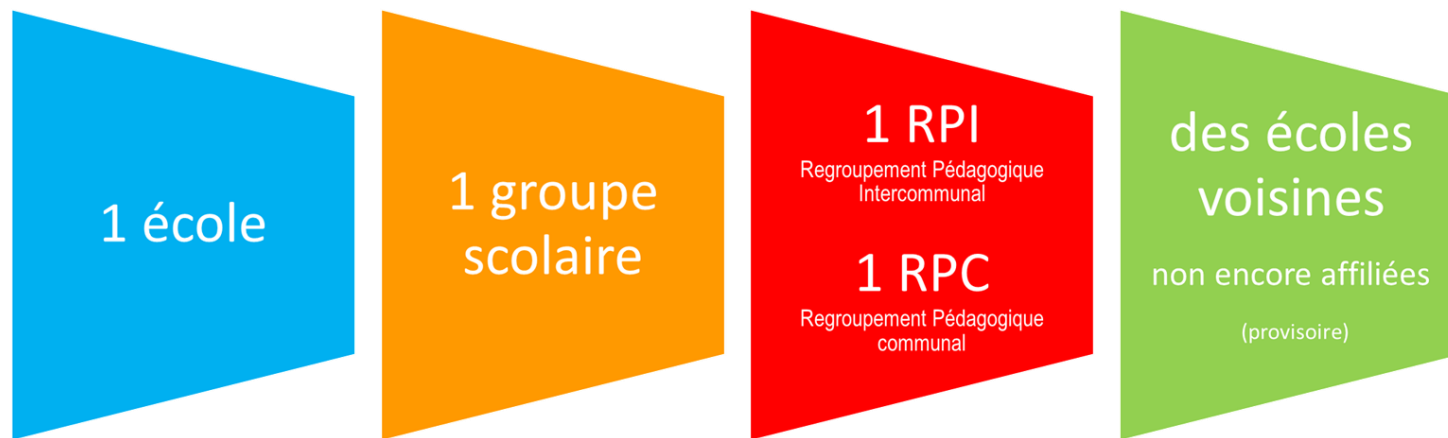 1 école
1 groupe
scolaire
1 RPI
Regroupement Pédagogique
Intercommunal
1 RPC
Regroupement Pédagogique
communal
des écoles
voisines
non encore affiliées
(provisoire)